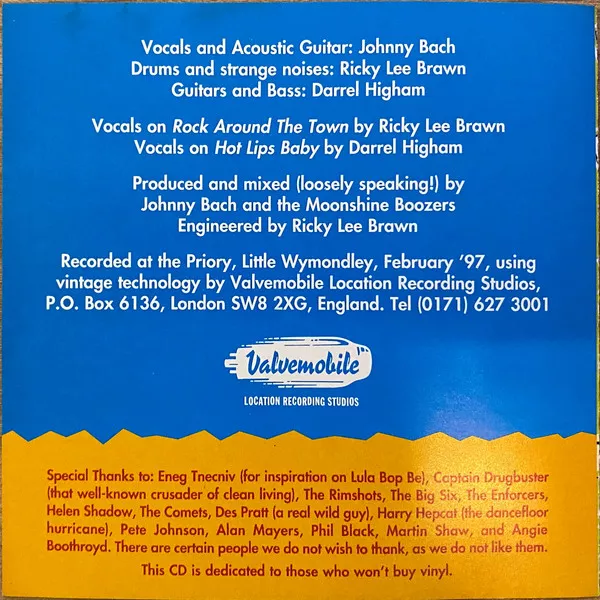 Vocals and Acoustic Guitar: Johnny Bach
Drums and strange noises: Ricky Lee Brawn
Guitars and Bass: Darrel Higham
Vocals on Rock Around The Town by Ricky Lee Brawn
Vocals on Hot Lips Baby by Darrel Higham
Produced and mixed (loosely speaking!) by
Johnny Bach and the Moonshine Boozers
Engineered by Ricky Lee Brawn
Recorded at the Priory, Little Wymondley, February '97, using
vintage technology by Valvemobile Location Recording Studios,
P.O. Box 6136, London SW8 2XG, England. Tel (0171) 627 3001
Valvemobile
LOCATION RECORDING STUDIOS
Special Thanks to: Eneg Tnecniv (for inspiration on Lula Bop Be), Captain Drugbuster
(that well-known crusader of clean living), The Rimshots, The Big Six, The Enforcers,
Helen Shadow, The Comets, Des Pratt (a real wild guy), Harry Hepcat (the dancefloor
hurricane), Pete Johnson, Alan Mayers, Phil Black, Martin Shaw, and Angie
Boothroyd. There are certain people we do not wish to thank, as we do not like them.
This CD is dedicated to those who won't buy vinyl.